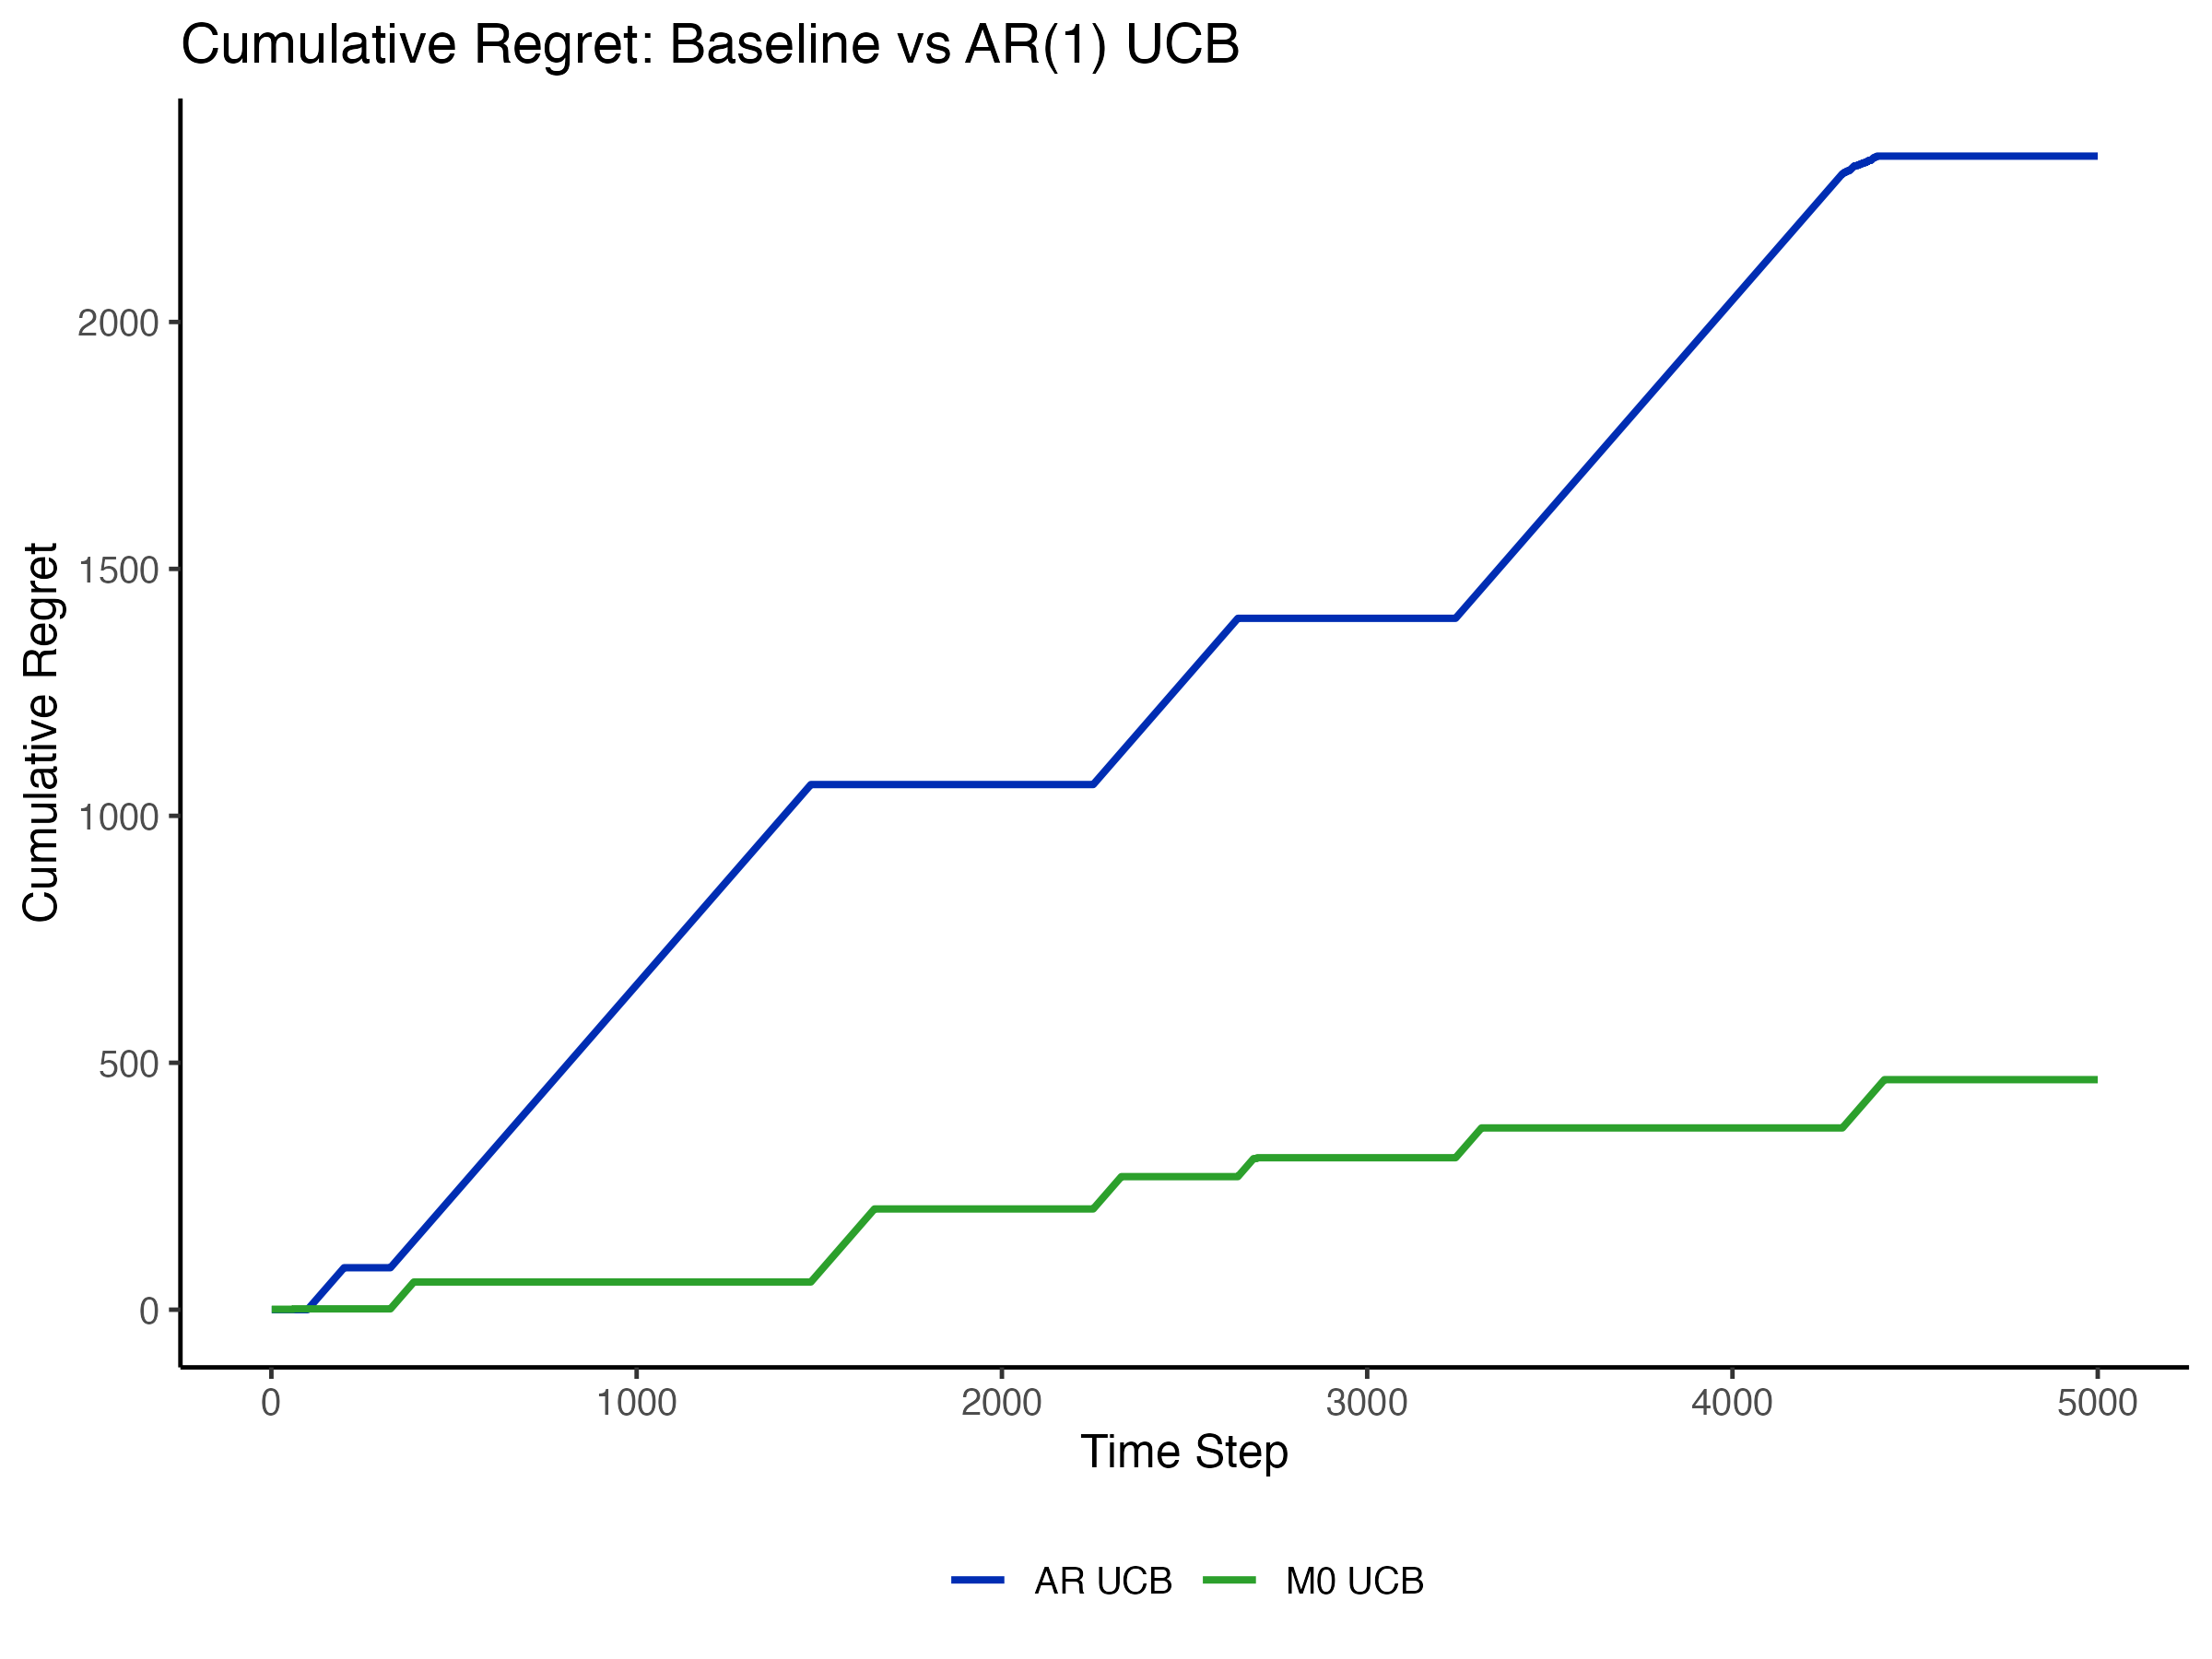 Cumulative Regret: Baseline vs AR(1) UCB
Cumulative Regret
2000
1500
1000
500
0
0 1000 2000 3000 4000 5000
Time Step
AR UCB M0 UCB